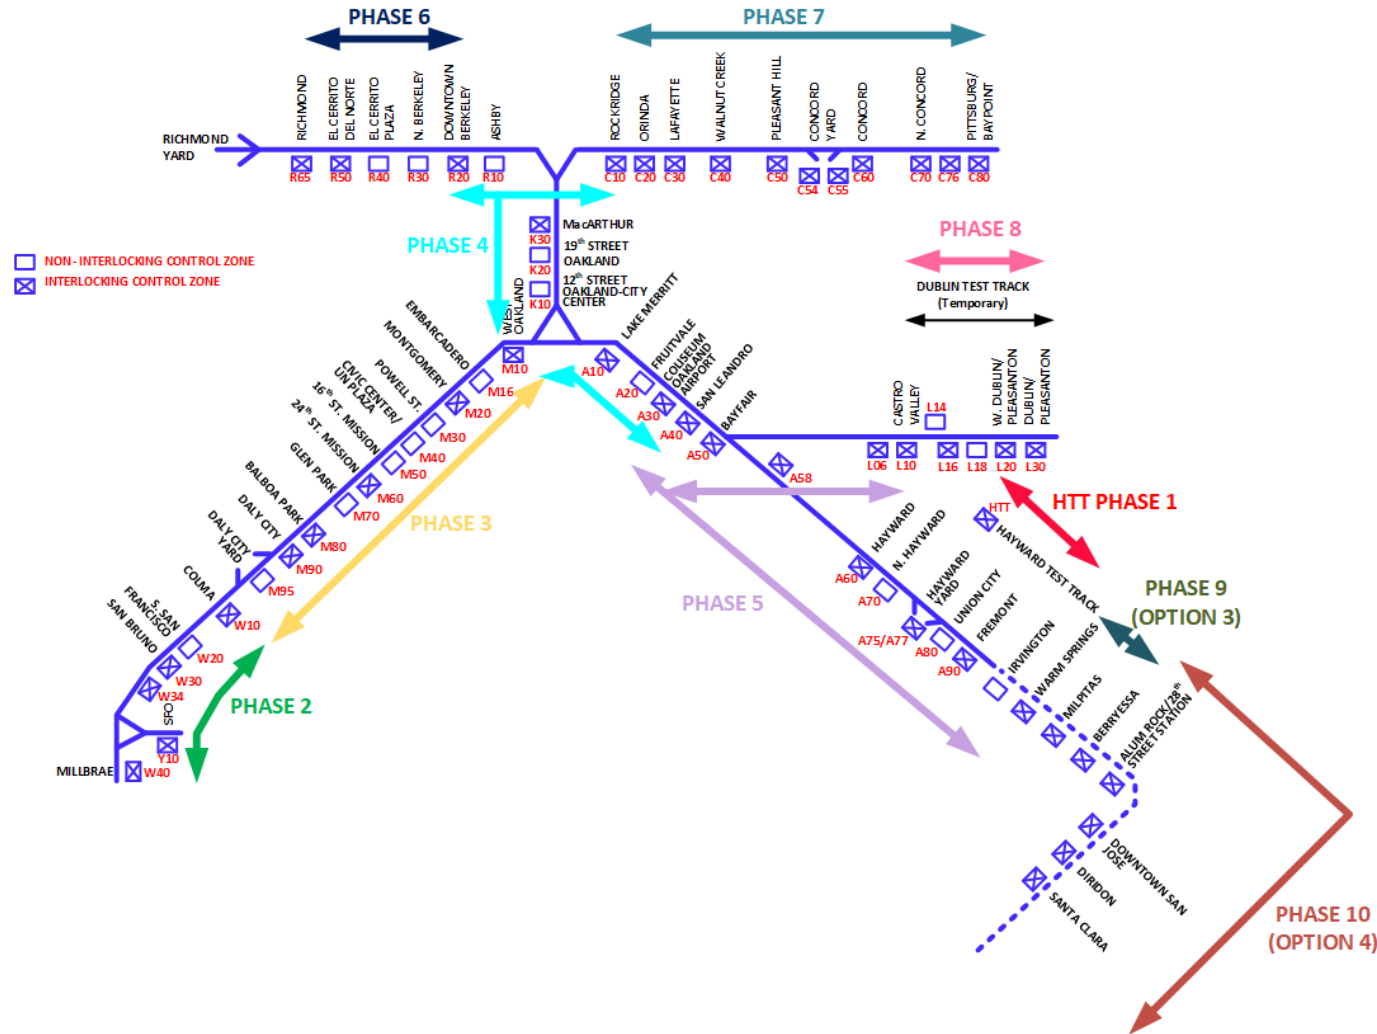 PHASE 6
PHASE 7
RICHMOND
EL CERRITO
DEL NORTE
EL CERRITO
PLAZA
N. BERKELEY
DOWNTOWN
BERKELEY
ASHBY
ROCKRIDGE
ORINDA
LAFAYETTE
WALNUT CREEK
PLEASANT HILL
CONCORD
YARD
CONCORD
N. CONCORD
PITTSBURG/
BAYPOINT
RICHMOND
YARD
R65
R50
R40
R30
R20
R10
C10
C20
C30
C40
C50
C54
C55
C60
C70
C76
C80
PHASE 4
MacARTHUR
K30
19th STREET
OAKLAND
K20
12th STREET
OAKLAND-CITY
CENTER
K10
PHASE 8
DUBLIN TEST TRACK
(Temporary)
NON- INTERLOCKING CONTROL ZONE
INTERLOCKING CONTROL ZONE
WEST
OAKLAND
EMBARCADERO
MONTGOMERY
POWELL ST.
CIVIC CENTER/
UN PLAZA
16th ST. MISSION
24th ST. MISSION
GLEN PARK
BALBOA PARK
DALY CITY
DALY CITY
YARD
COLMA
S. SAN
FRANCISCO
SAN BRUNO
SFO
MILLBRAE
M10
M16
M20
M30
M40
M50
M60
M70
M80
M90
M95
W10
W20
W30
W34
Y10
W40
PHASE 3
PHASE 2
LAKE MERRITT
FRUITVALE
COLISEUM
OAKLAND
AIRPORT
SAN LEANDRO
BAYFAIR
A10
A20
A30
A40
A50
A58
CASTRO
VALLEY
L14
W. DUBLIN/
PLEASANTON
DUBLIN/
PLEASANTON
L06
L10
L16
L18
L20
L30
HTT PHASE 1
HTT
HAYWARD TEST TRACK
PHASE 5
HAYWARD
N. HAYWARD
HAYWARD
YARD
UNION CITY
FREMONT
IRVINGTON
WARM SPRINGS
MILPITAS
BERRYESSA
ALUM ROCK/28th
STREET STATION
A60
A70
A75/A77
A80
A90
PHASE 9
(OPTION 3)
DOWNTOWN SAN
JOSE
DIRIDON
SANTA CLARA
PHASE 10
(OPTION 4)